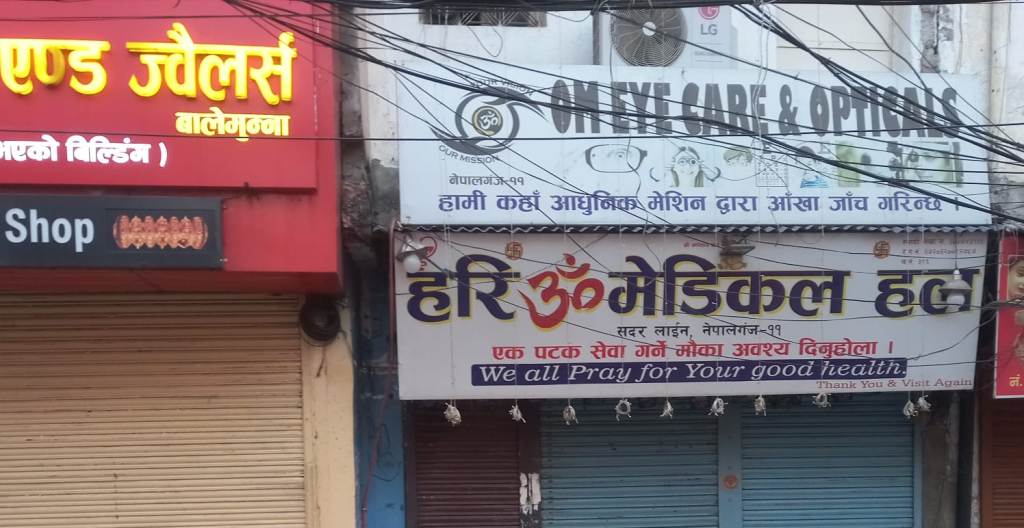 एण्ड ज्वैलर्स
बालेमुन्ना
भएको बिल्डिंग )
Shop
LG
OM EYE CARE & OPTICALS
OUR MISSION
नेपालगन्ज-११
हामी कहाँ आधुनिक मेशिन द्वारा आँखा जाँच गरिन्छ ।
हरि ॐ मेडिकल हल
सदर लाईन, नेपालगंज-११
एक पटक सेवा गर्ने मौका अवश्य दिनुहोला ।
We all Pray for Your good health.
Thank You & Visit Again
नं.